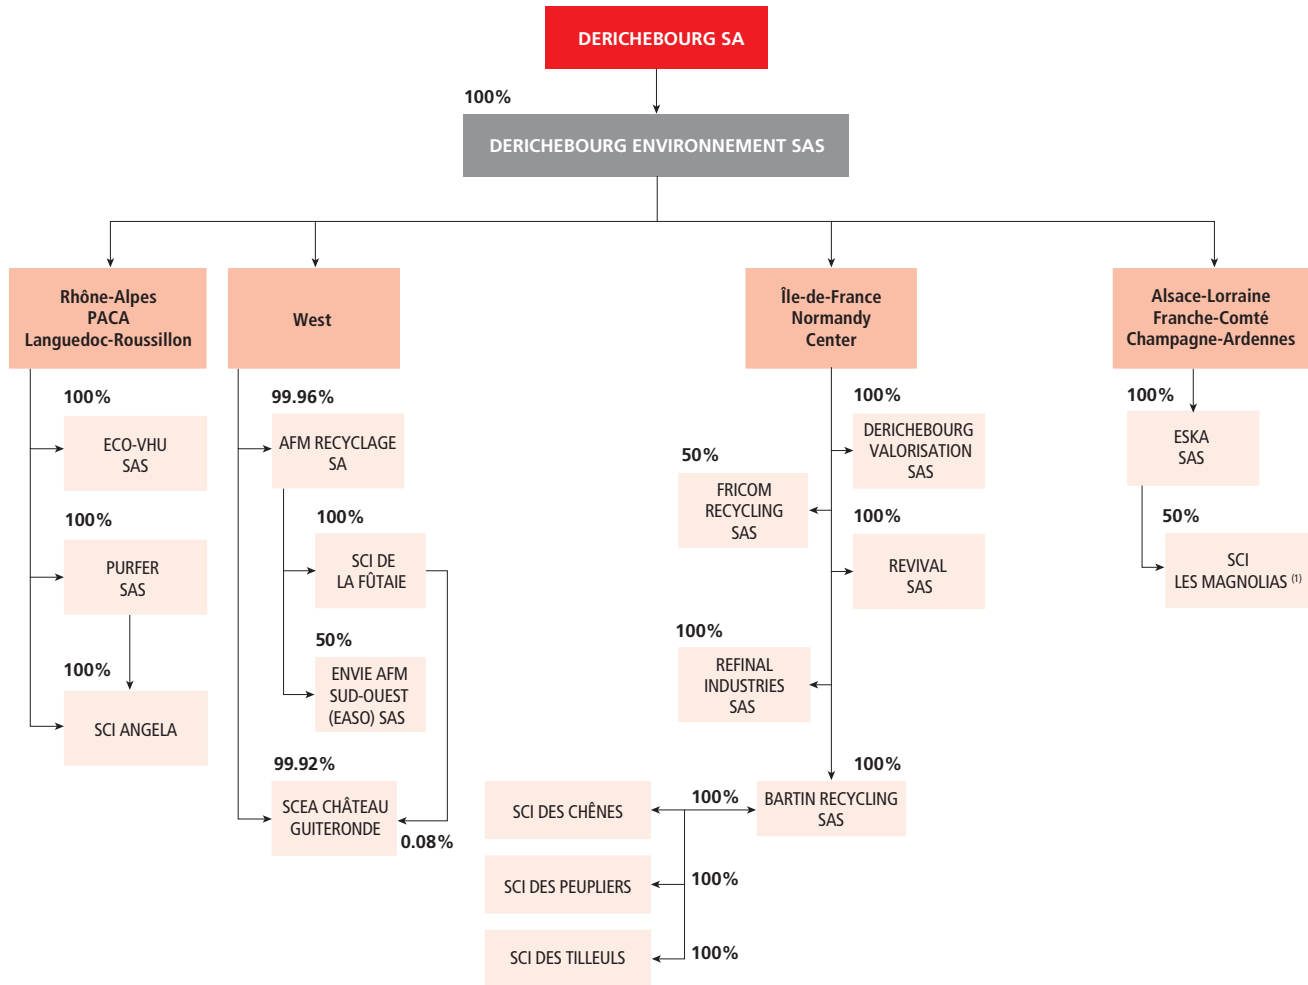 DERICHEBOURG SA
100%
DERICHEBOURG ENVIRONNEMENT SAS
Rhône-Alpes
PACA
Languedoc-Roussillon
100%
ECO-VHU
SAS
100%
PURFER
SAS
100%
SCI ANGELA
West
99.96%
AFM RECYCLAGE
SA
100%
SCI DE
LA FÛTAIE
50%
ENVIE AFM
SUD-OUEST
(EASO) SAS
99.92%
SCEA CHÂTEAU
GUITERONDE
0.08%
Île-de-France
Normandy
Center
100%
DERICHEBOURG
VALORISATION
SAS
50%
FRICOM
RECYCLING
SAS
100%
REVIVAL
SAS
100%
REFINAL
INDUSTRIES
SAS
100%
BARTIN RECYCLING
SAS
100%
SCI DES CHÊNES
100%
SCI DES PEUPLIERS
100%
SCI DES TILLEULS
Alsace-Lorraine
Franche-Comté
Champagne-Ardennes
100%
ESKA
SAS
50%
SCI
LES MAGNOLIAS (1)